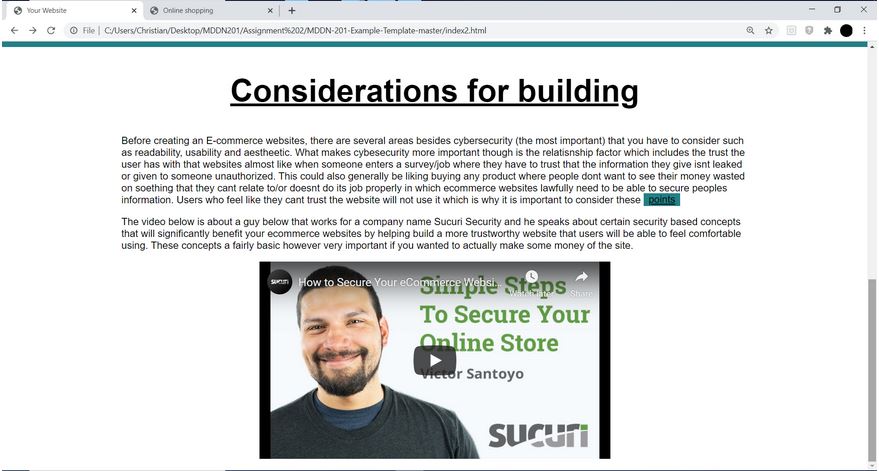 Your Website
Online shopping
File | C:/Users/Christian/Desktop/MDDN201/Assignment%202/MDDN-201-Example-Template-master/index2.html
Considerations for building
Before creating an E-commerce websites, there are several areas besides cybersecurity (the most important) that you have to consider such
as readability, usability and aestheetic. What makes cybesecurity more important though is the relatisnship factor which includes the trust the
user has with that websites almost like when someone enters a survey/job where they have to trust that the information they give isnt leaked
or given to someone unauthorized. This could also generally be liking buying any product where people dont want to see their money wasted
on soething that they cant relate to/or doesnt do its job properly in which ecommerce websites lawfully need to be able to secure peoples
information. Users who feel like they cant trust the website will not use it which is why it is important to consider these points
The video below is about a guy below that works for a company name Sucuri Security and he speaks about certain security based concepts
that will significantly benefit your ecommerce websites by helping build a more trustworthy website that users will be able to feel comfortable
using. These concepts a fairly basic however very important if you wanted to actually make some money of the site.
SUCURI How to Secure Your eCommerce Websi...
Watch later Share
Simple Steps
To Secure Your
Online Store
Victor Santoyo
SUCURI